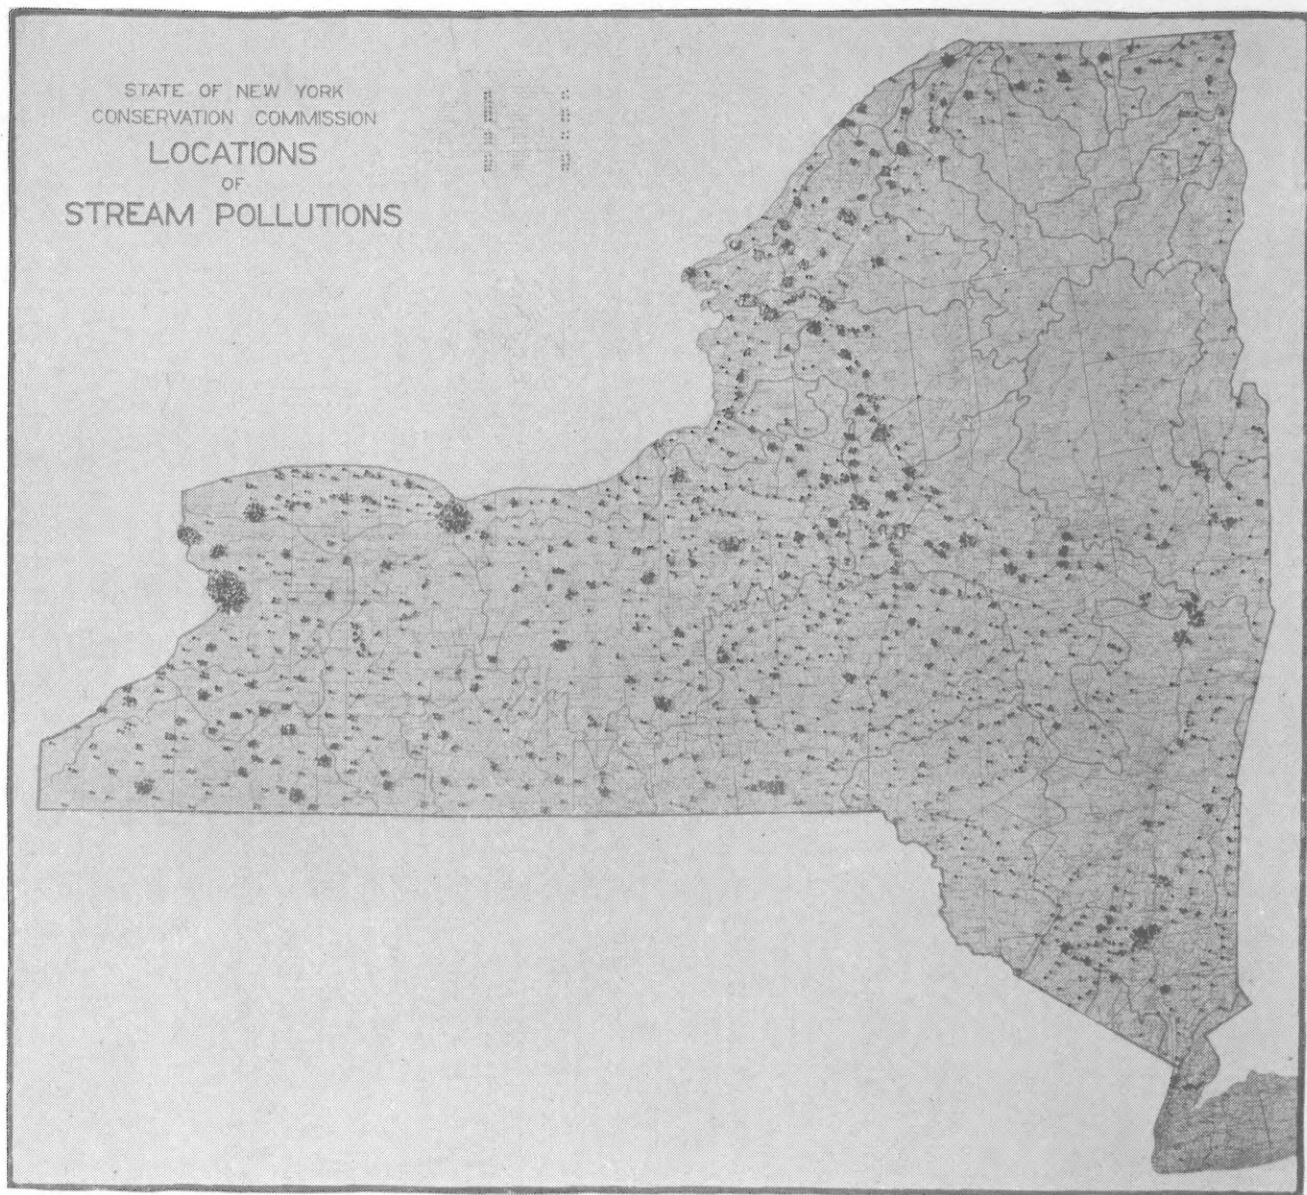 STATE OF NEW YORK
CONSERVATION COMMISSION
LOCATIONS
OF
STREAM POLLUTIONS